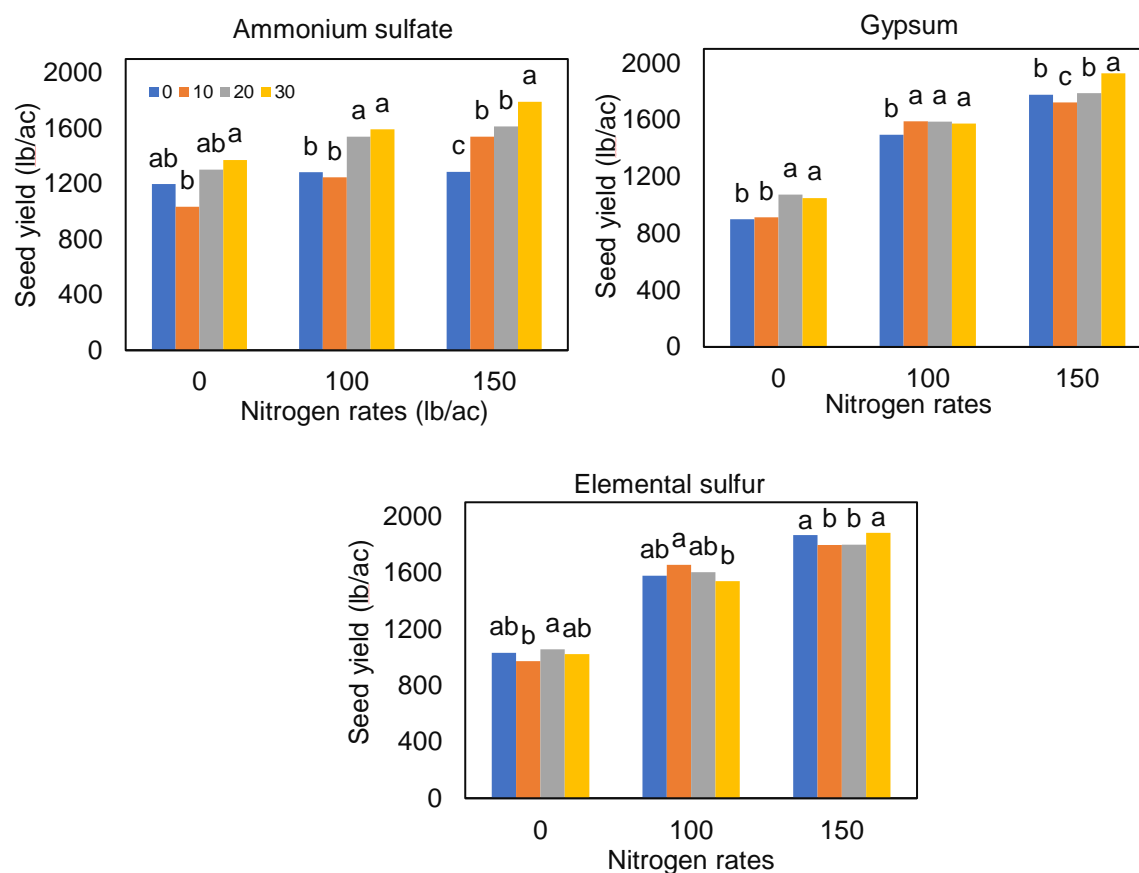 Ammonium sulfate
Seed yield (lb/ac)
2000
1600
1200
800
400
0
0 10 20 30
ab b ab a
b b a a
c b b a
0 100 150
Nitrogen rates (lb/ac)
Gypsum
Seed yield (lb/ac)
2000
1600
1200
800
400
0
b b a a
b a a a
b c b a
0 100 150
Nitrogen rates
Elemental sulfur
Seed yield (lb/ac)
2000
1600
1200
800
400
0
ab b a ab
ab a ab b
a b b a
0 100 150
Nitrogen rates